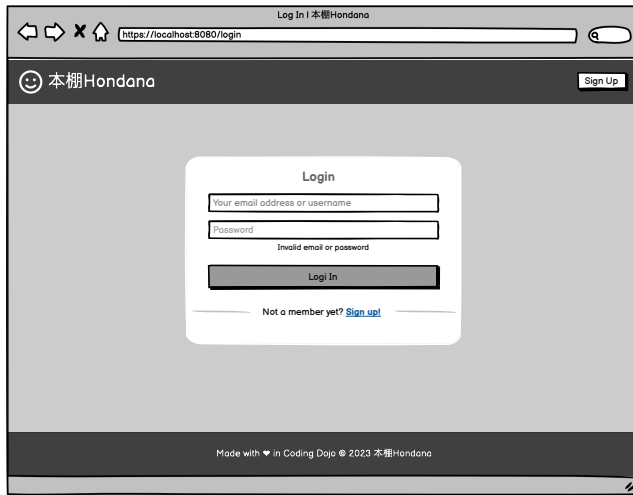 Log In | 本棚Hondana
https://localhost:8080/login
本棚Hondana
Sign Up
Login
Your email address or username
Password
Invalid email or password
Logi In
Not a member yet? Sign up!
Made with ❤ in Coding Dojo © 2023 本棚Hondana